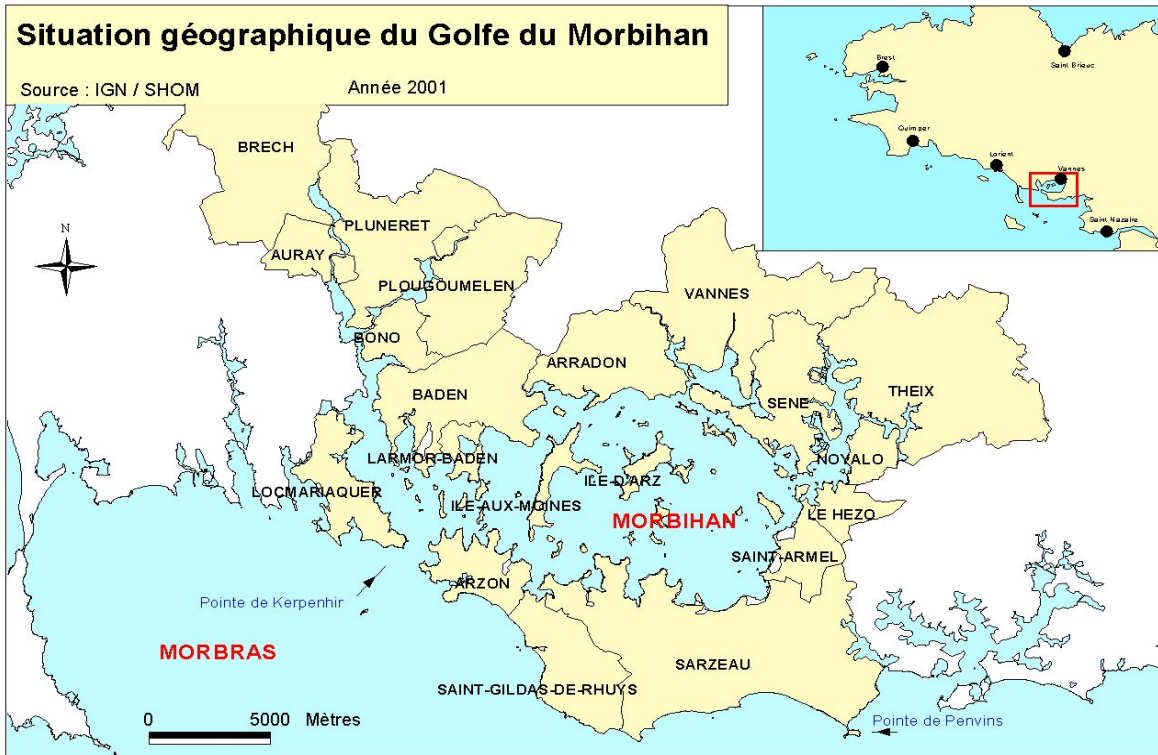 Situation géographique du Golfe du Morbihan
Source : IGN / SHOM Année 2001
Brest
Saint Brieuc
Quimper
Lorient
Vannes
Saint Nazaire
N
BRECH
PLUNERET
AURAY
PLOUGOUMELEN
BONO
VANNES
ARRADON
BADEN
SENE
THEIX
LARMOR-BADEN
NOYALO
LOCMARIAQUER
ILE-D'ARZ
ILE-AUX-MOINES
MORBIHAN
LE HEZO
SAINT-ARMEL
ARZON
Pointe de Kerpenhir
MORBRAS
SARZEAU
SAINT-GILDAS-DE-RHUYS
0 5000 Mètres
Pointe de Penvins